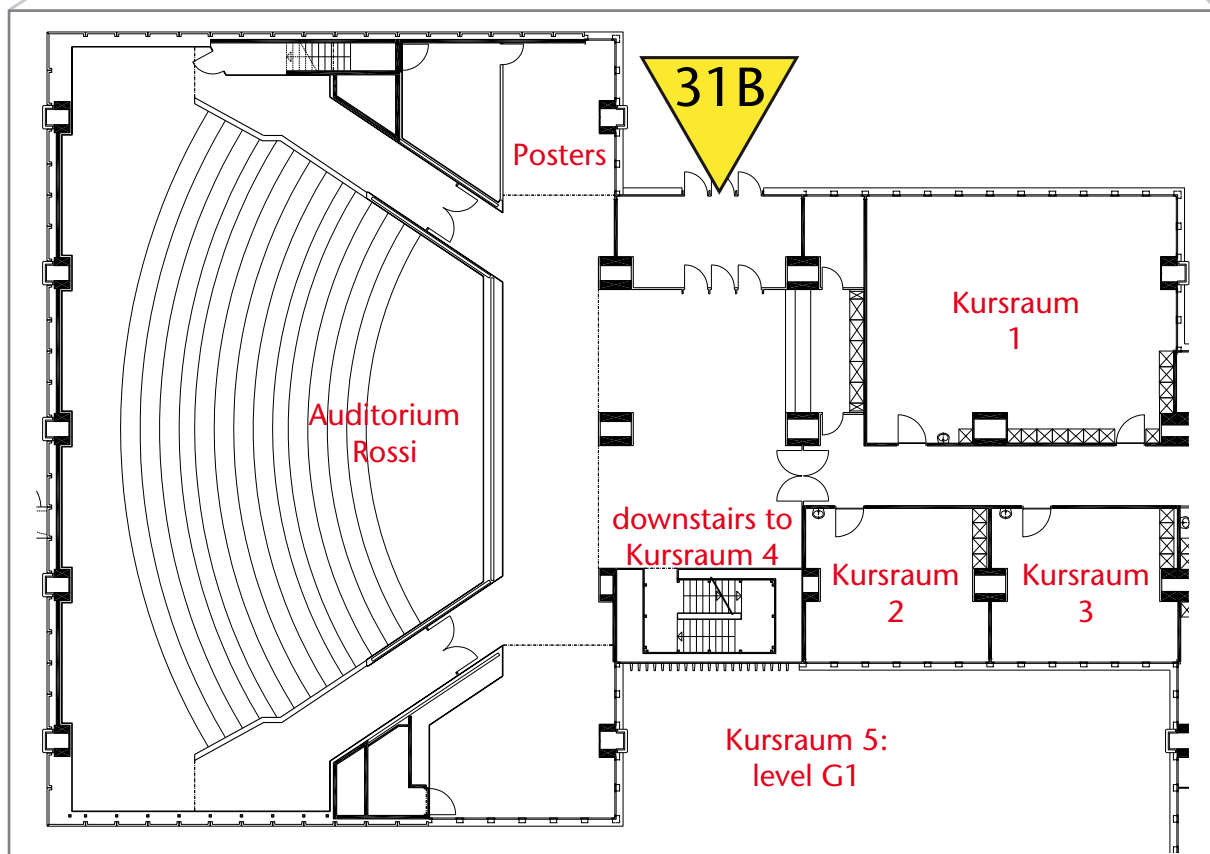 31B
Posters
Kursraum
1
Auditorium
Rossi
downstairs to
Kursraum 4
Kursraum
2
Kursraum
3
Kursraum 5:
level G1